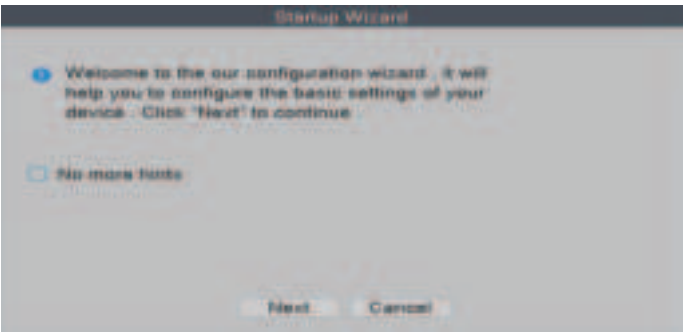 Startup Wizard
Welcome to the our configuration wizard . it will
help you to configure the basic settings of your
device . Click "Next" to continue
No more hints
Next Cancel